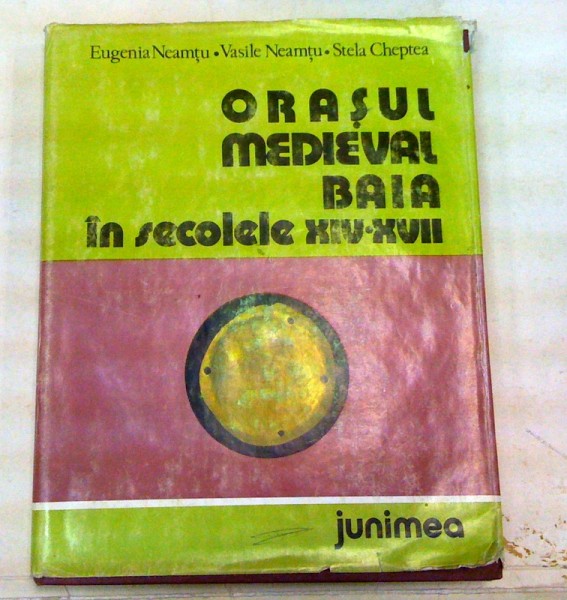 Eugenia Neamțu • Vasile Neamțu • Stela Cheptea
ORAȘUL
MEDIEVAL
BAIA
în secolele XIV-XVII
junimea